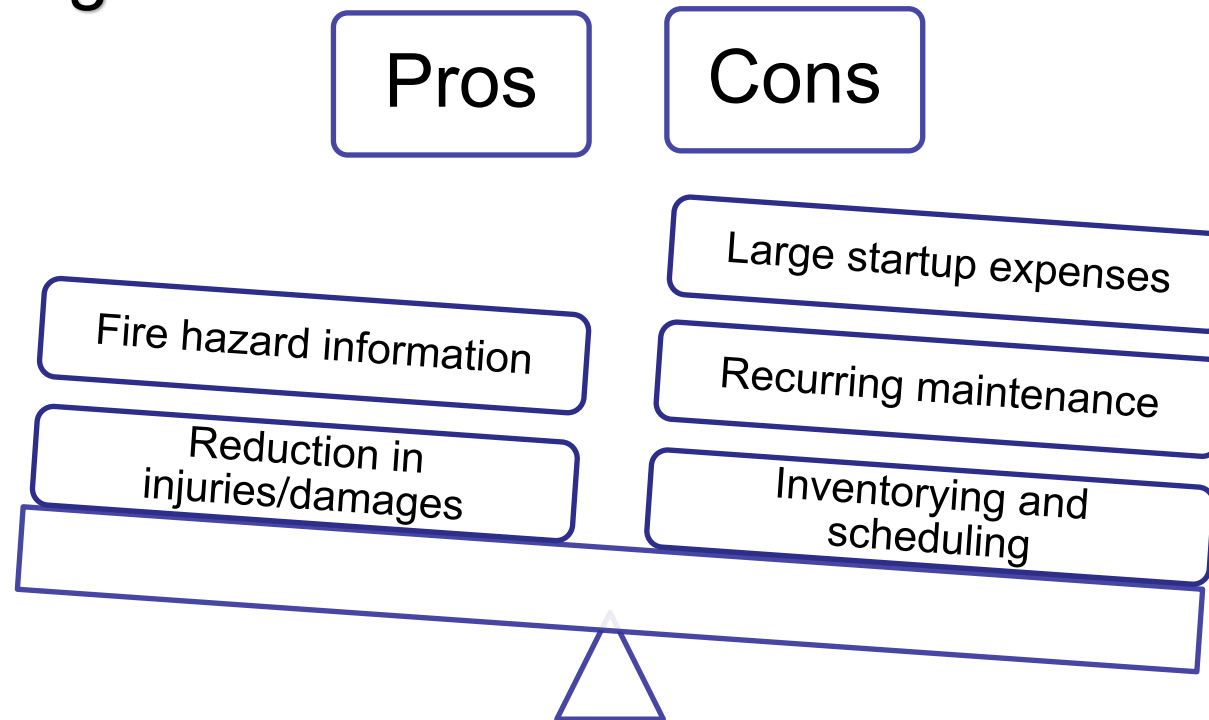 Pros
Cons
Fire hazard information
Reduction in
injuries/damages
Large startup expenses
Recurring maintenance
Inventorying and
scheduling